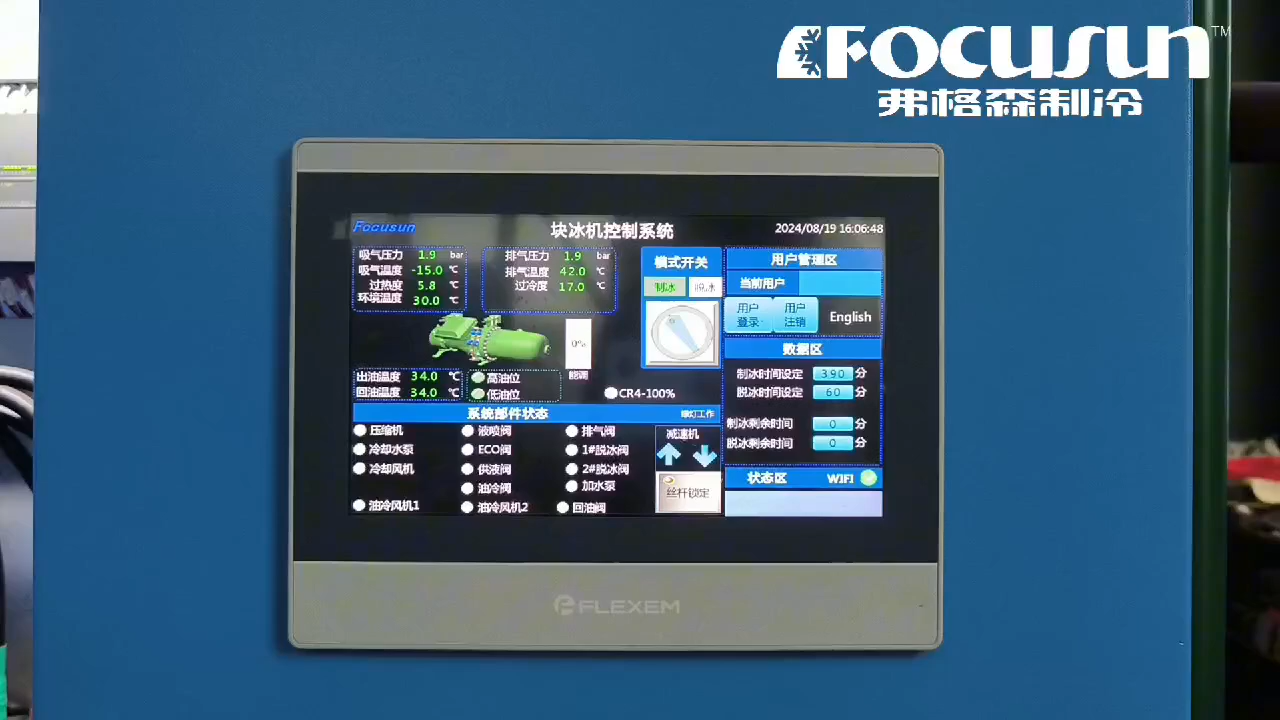 FOCUSUN™
弗格森制冷
Focusun
块冰机控制系统
2024/08/19 16:06:48
吸气压力 1.9 bar
吸气温度 -15.0 ℃
过热度 5.8 ℃
环境温度 30.0 ℃
排气压力 1.9 bar
排气温度 42.0 ℃
过冷度 17.0 ℃
模式开关
制冰 脱冰
用户管理区
当前用户
用户登录
用户注销
English
0%
能调
出油温度 34.0 ℃
回油温度 34.0 ℃
高油位
低油位
CR4-100%
数据区
制冰时间设定 390 分
脱冰时间设定 60 分
制冰剩余时间 0 分
脱冰剩余时间 0 分
系统部件状态
压缩机 液喷阀 排气阀
冷却水泵 ECO阀 1#脱冰阀
冷却风机 供液阀 2#脱冰阀
油冷阀 加水泵
油冷风机1 油冷风机2 回油阀
减速机
丝杆锁定
状态区 WIFI
FLEXEM